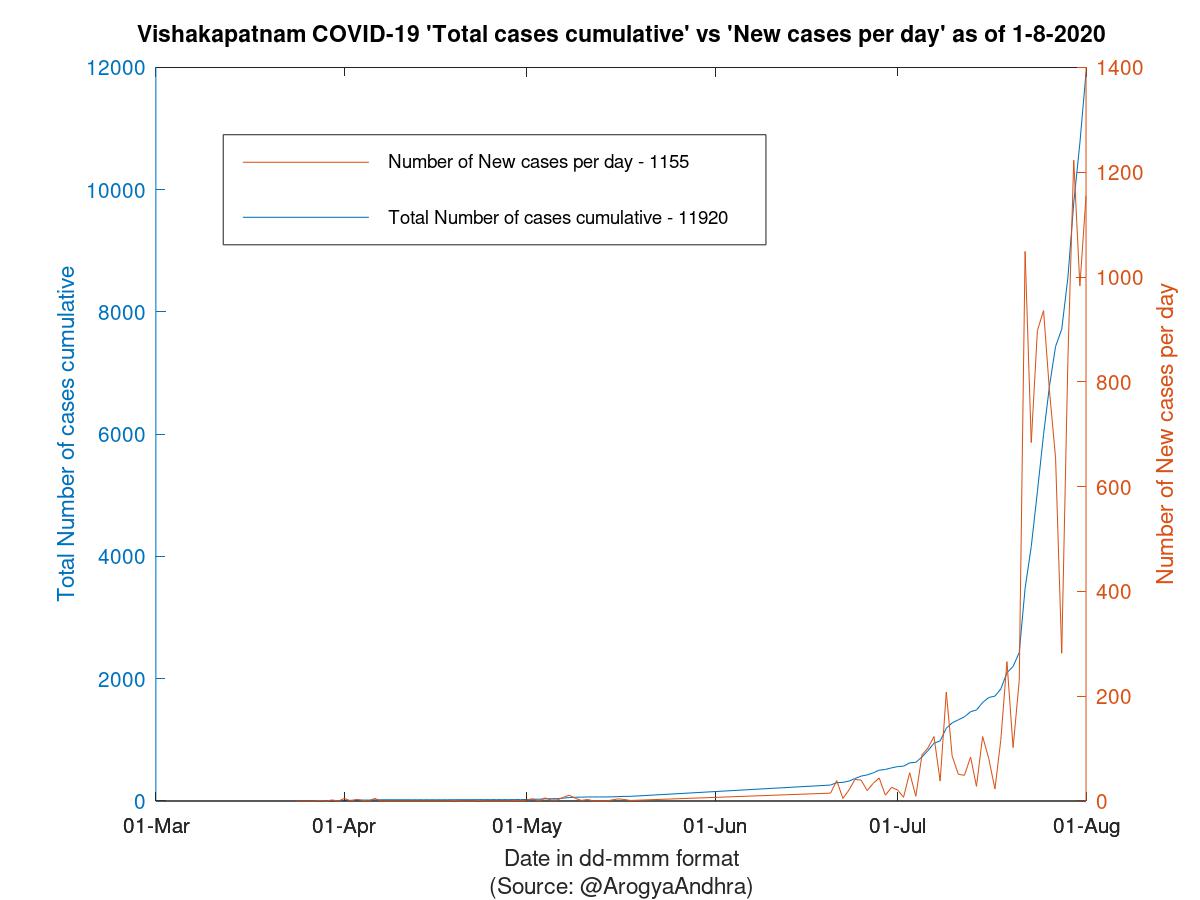 Vishakapatnam COVID-19 'Total cases cumulative' vs 'New cases per day' as of 1-8-2020
12000
10000
8000
6000
4000
2000
0
Total Number of cases cumulative
Number of New cases per day - 1155
Total Number of cases cumulative - 11920
1400
1200
1000
800
600
400
200
0
Number of New cases per day
01-Mar 01-Apr 01-May 01-Jun 01-Jul 01-Aug
Date in dd-mmm format
(Source: @ArogyaAndhra)